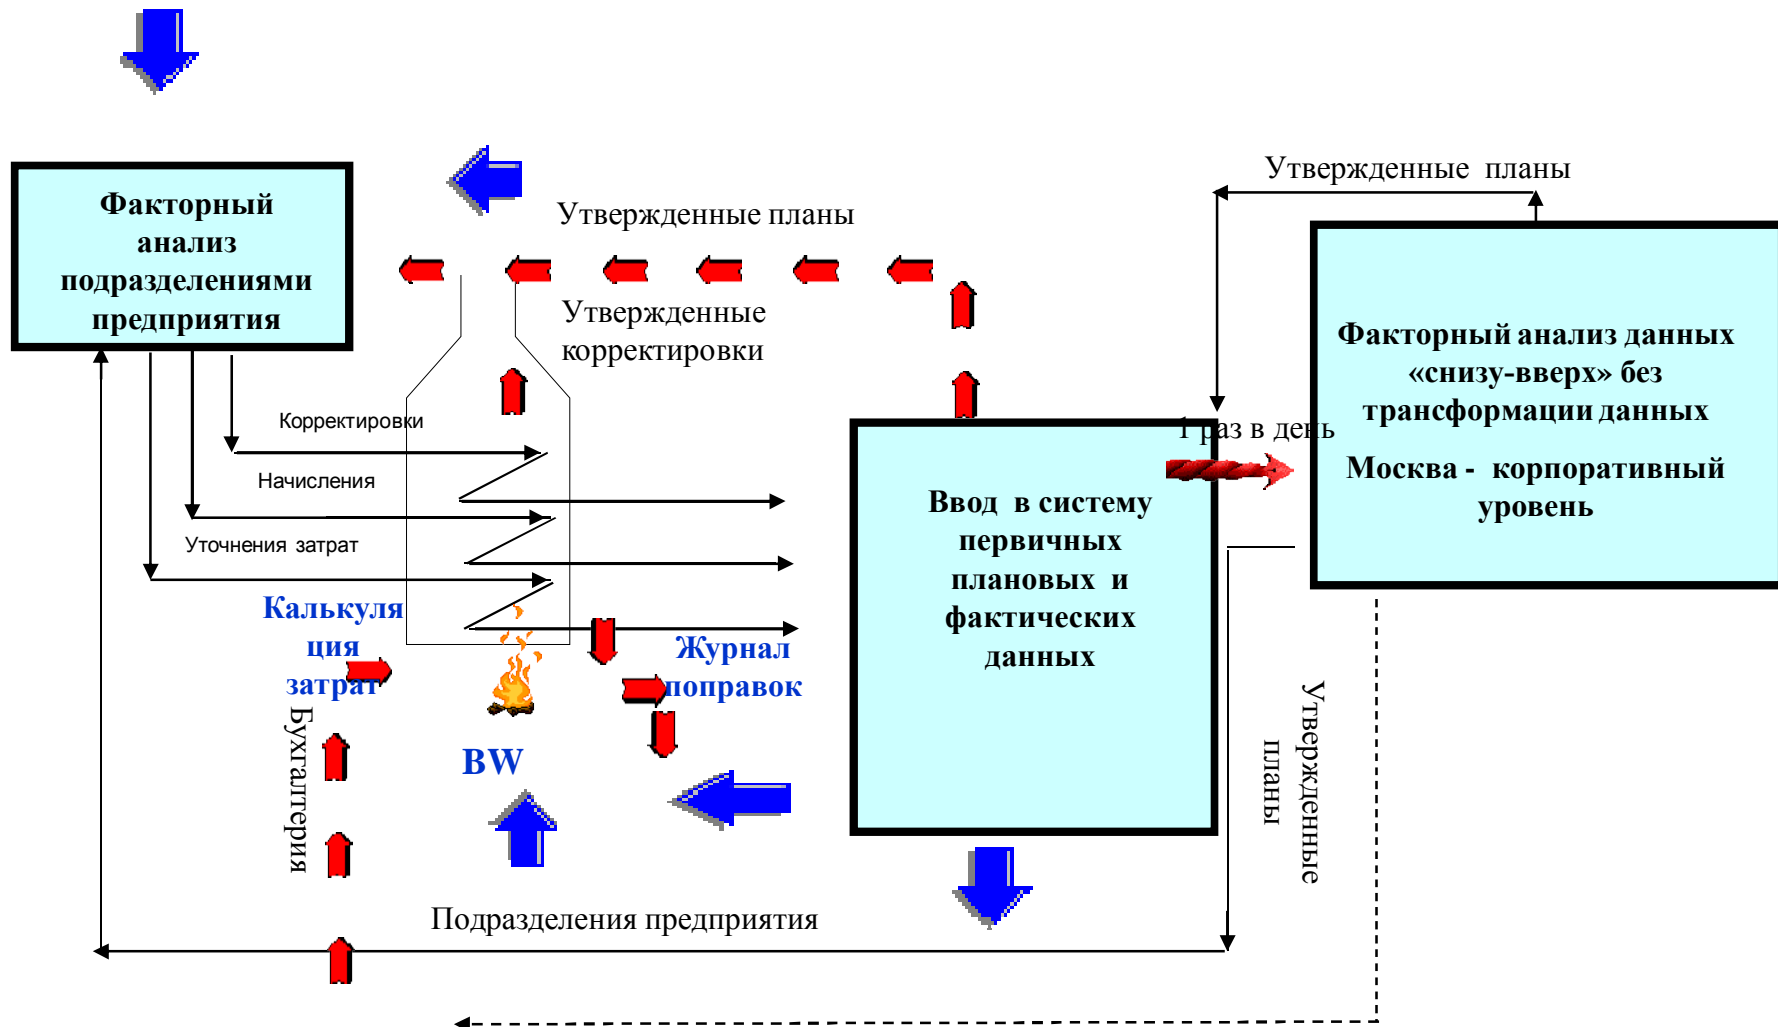 Утвержденные планы
Факторный
анализ
подразделениями
предприятия
Утвержденные планы
Утвержденные
корректировки
Факторный анализ данных
«снизу-вверх» без
трансформации данных
Москва - корпоративный
уровень
1 раз в день
Корректировки
Начисления
Уточнения затрат
Ввод в систему
первичных
плановых и
фактических
данных
Калькуля
ция
затрат
Журнал
поправок
Бухгалтерия
BW
Утвержденные
планы
Подразделения предприятия